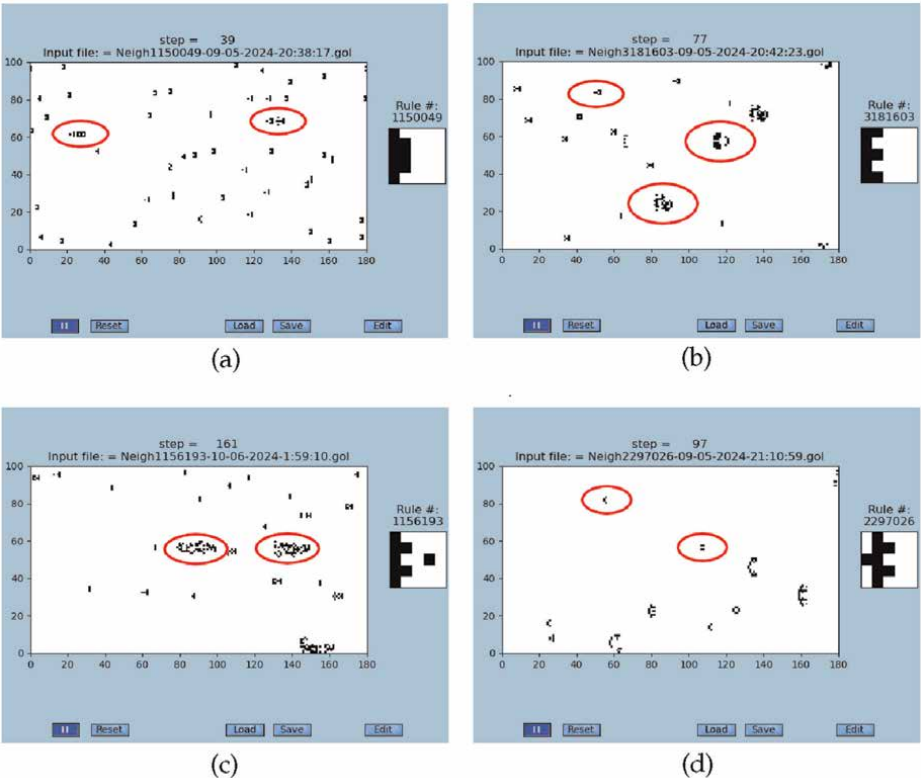 step = 39
Input file: = Neigh1150049-09-05-2024-20:38:17.gol
100
80
60
40
20
0
0 20 40 60 80 100 120 140 160 180
Rule #:
1150049
II Reset Load Save Edit
(a)
step = 77
Input file: = Neigh3181603-09-05-2024-20:42:23.gol
100
80
60
40
20
0
0 20 40 60 80 100 120 140 160 180
Rule #:
3181603
II Reset Load Save Edit
(b)
step = 161
Input file: = Neigh1156193-10-06-2024-1:59:10.gol
100
80
60
40
20
0
0 20 40 60 80 100 120 140 160 180
Rule #:
1156193
II Reset Load Save Edit
(c)
step = 97
Input file: = Neigh2297026-09-05-2024-21:10:59.gol
100
80
60
40
20
0
0 20 40 60 80 100 120 140 160 180
Rule #:
2297026
II Reset Load Save Edit
(d)